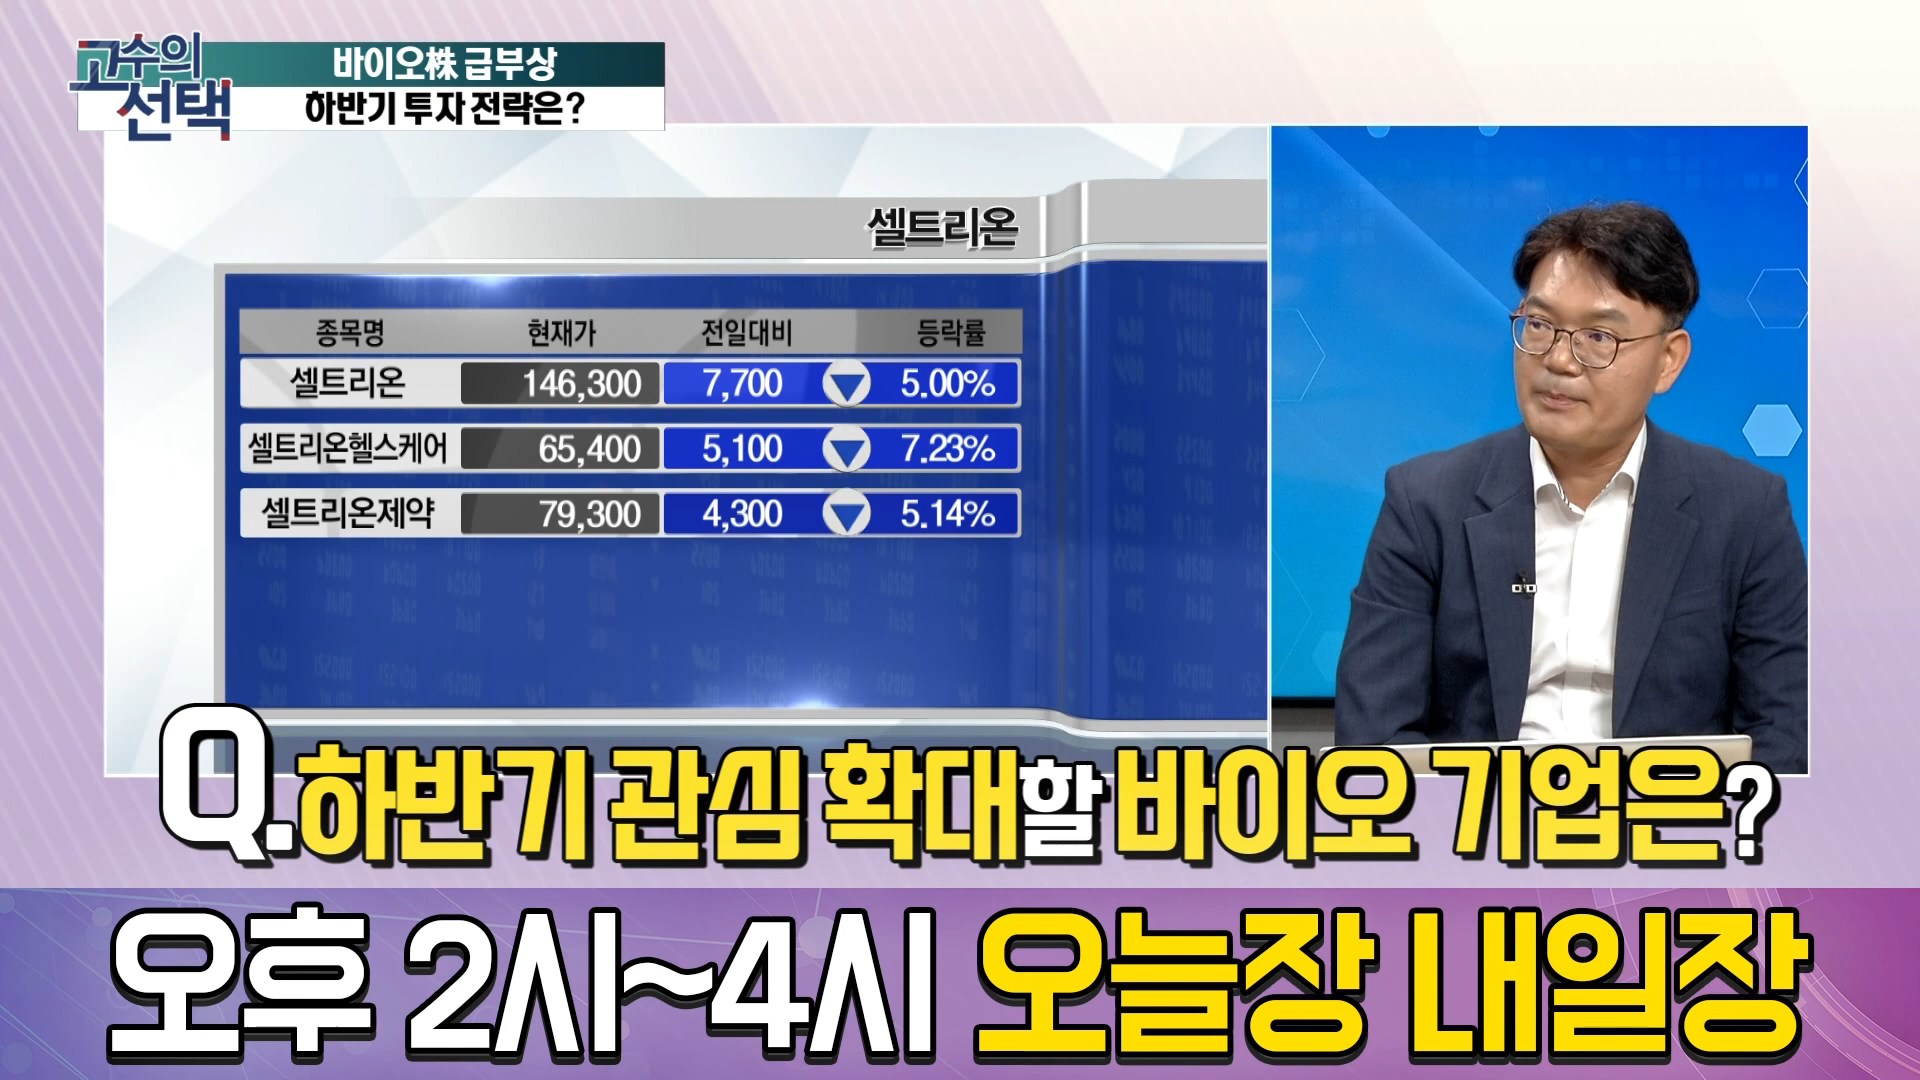 고수의
선택
바이오株 급부상
하반기 투자 전략은?
셀트리온
종목명 현재가 전일대비 등락률
셀트리온 146,300 7,700 ▼ 5.00%
셀트리온헬스케어 65,400 5,100 ▼ 7.23%
셀트리온제약 79,300 4,300 ▼ 5.14%
Q.하반기 관심 확대할 바이오 기업은?
오후 2시~4시 오늘장 내일장